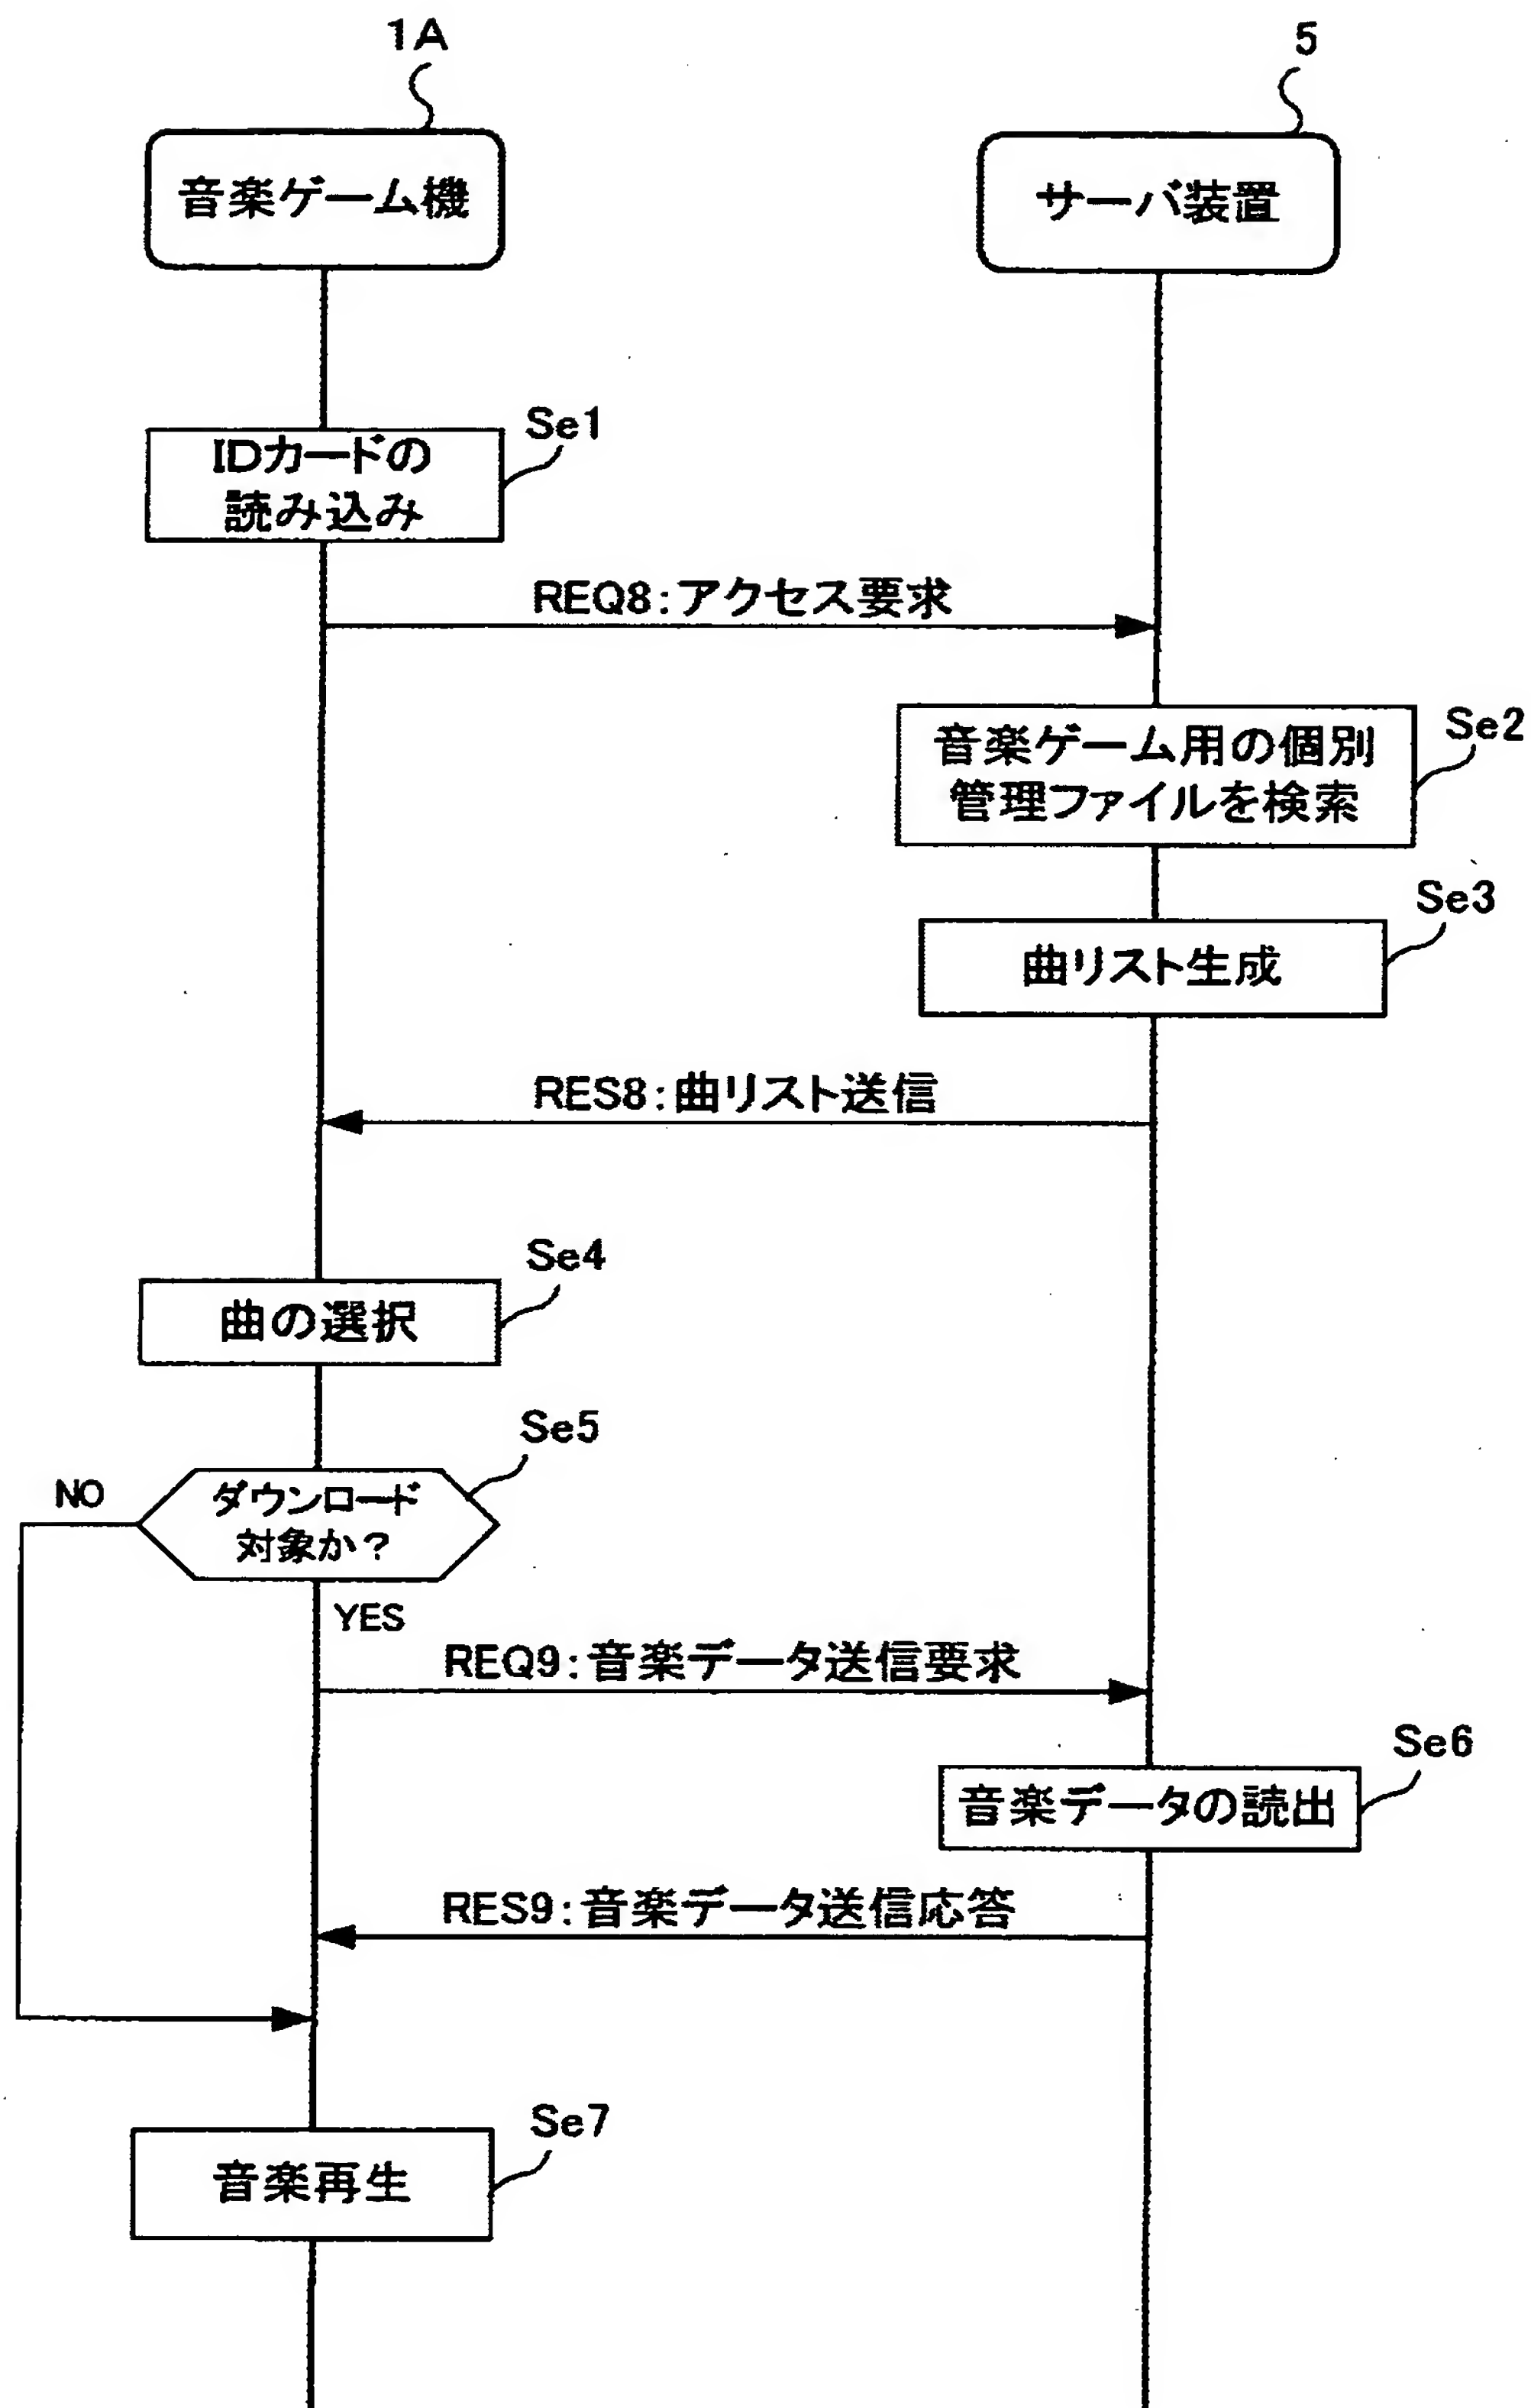 1A
5
音楽ゲーム機
サーバ装置
Se1
IDカードの
読み込み
REQ8:アクセス要求
Se2
音楽ゲーム用の個別
管理ファイルを検索
Se3
曲リスト生成
RES8:曲リスト送信
Se4
曲の選択
Se5
NO
ダウンロード
対象か?
YES
REQ9:音楽データ送信要求
Se6
音楽データの読出
RES9:音楽データ送信応答
Se7
音楽再生